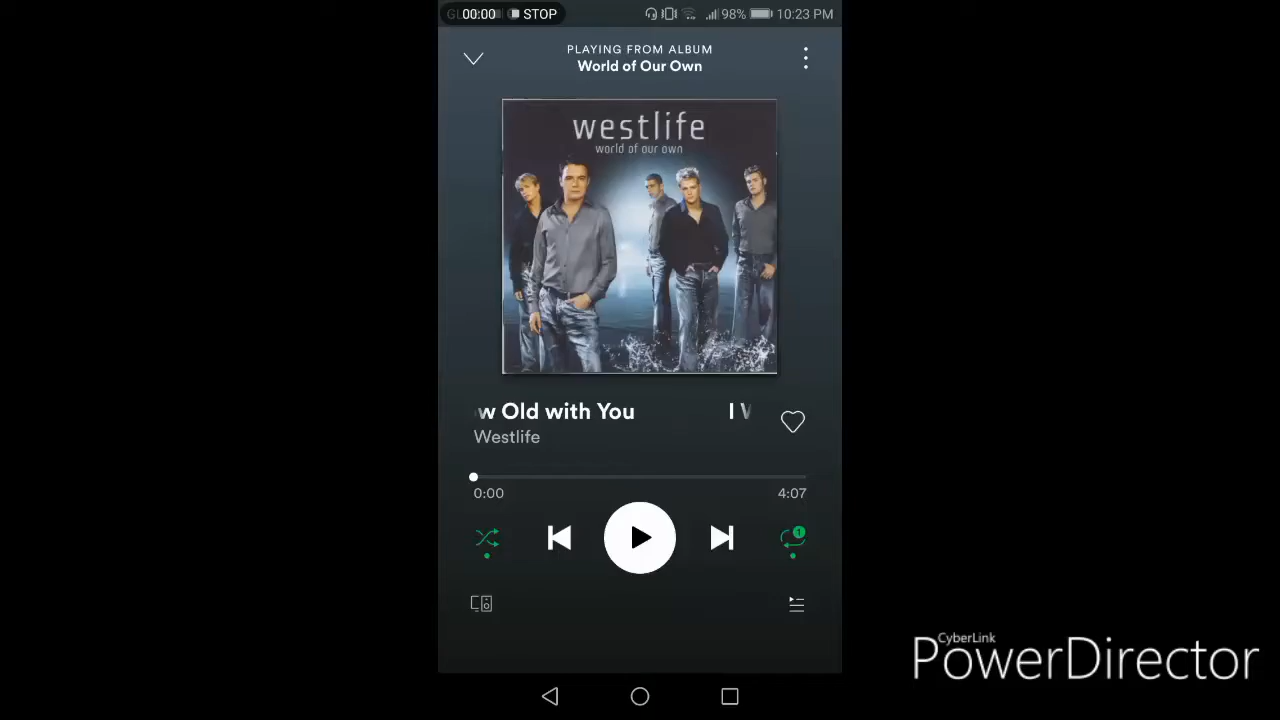 00:00 STOP 98% 10:23 PM
PLAYING FROM ALBUM
World of Our Own
westlife
world of our own
w Old with You I
Westlife
0:00 4:07
1
CyberLink
PowerDirector